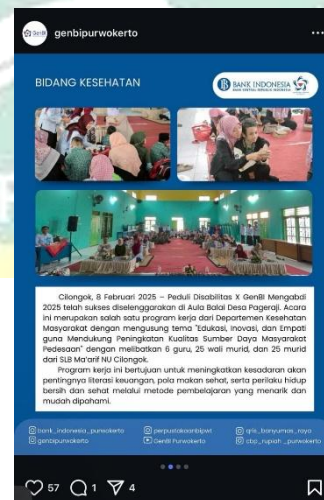 genbipurwokerto
BIDANG KESEHATAN
BANK INDONESIA
Cilongok, 8 Februari 2025 – Peduli Disabilitas X GenBI Mengabdi
2025 telah sukses diselenggarakan di Aula Balai Desa Pageraji. Acara
ini merupakan salah satu program kerja dari Departemen Kesehatan
Masyarakat dengan mengusung tema "Edukasi, Inovasi, dan Empati
guna Mendukung Peningkatan Kualitas Sumber Daya Masyarakat
Pedesaan" dengan melibatkan 6 guru, 25 wali murid, dan 25 murid
dari SLB Ma'arif NU Cilongok.
Program kerja ini bertujuan untuk meningkatkan kesadaran akan
pentingnya literasi keuangan, pola makan sehat, serta perilaku hidup
bersih dan sehat melalui metode pembelajaran yang menarik dan
mudah dipahami.
bank_indonesia_purwokerto
perpustakaanbipwt
qris_banyumas_raya
genbipurwokerto
GenBI Purwokerto
cbp_rupiah_purwokerto
57 1 4